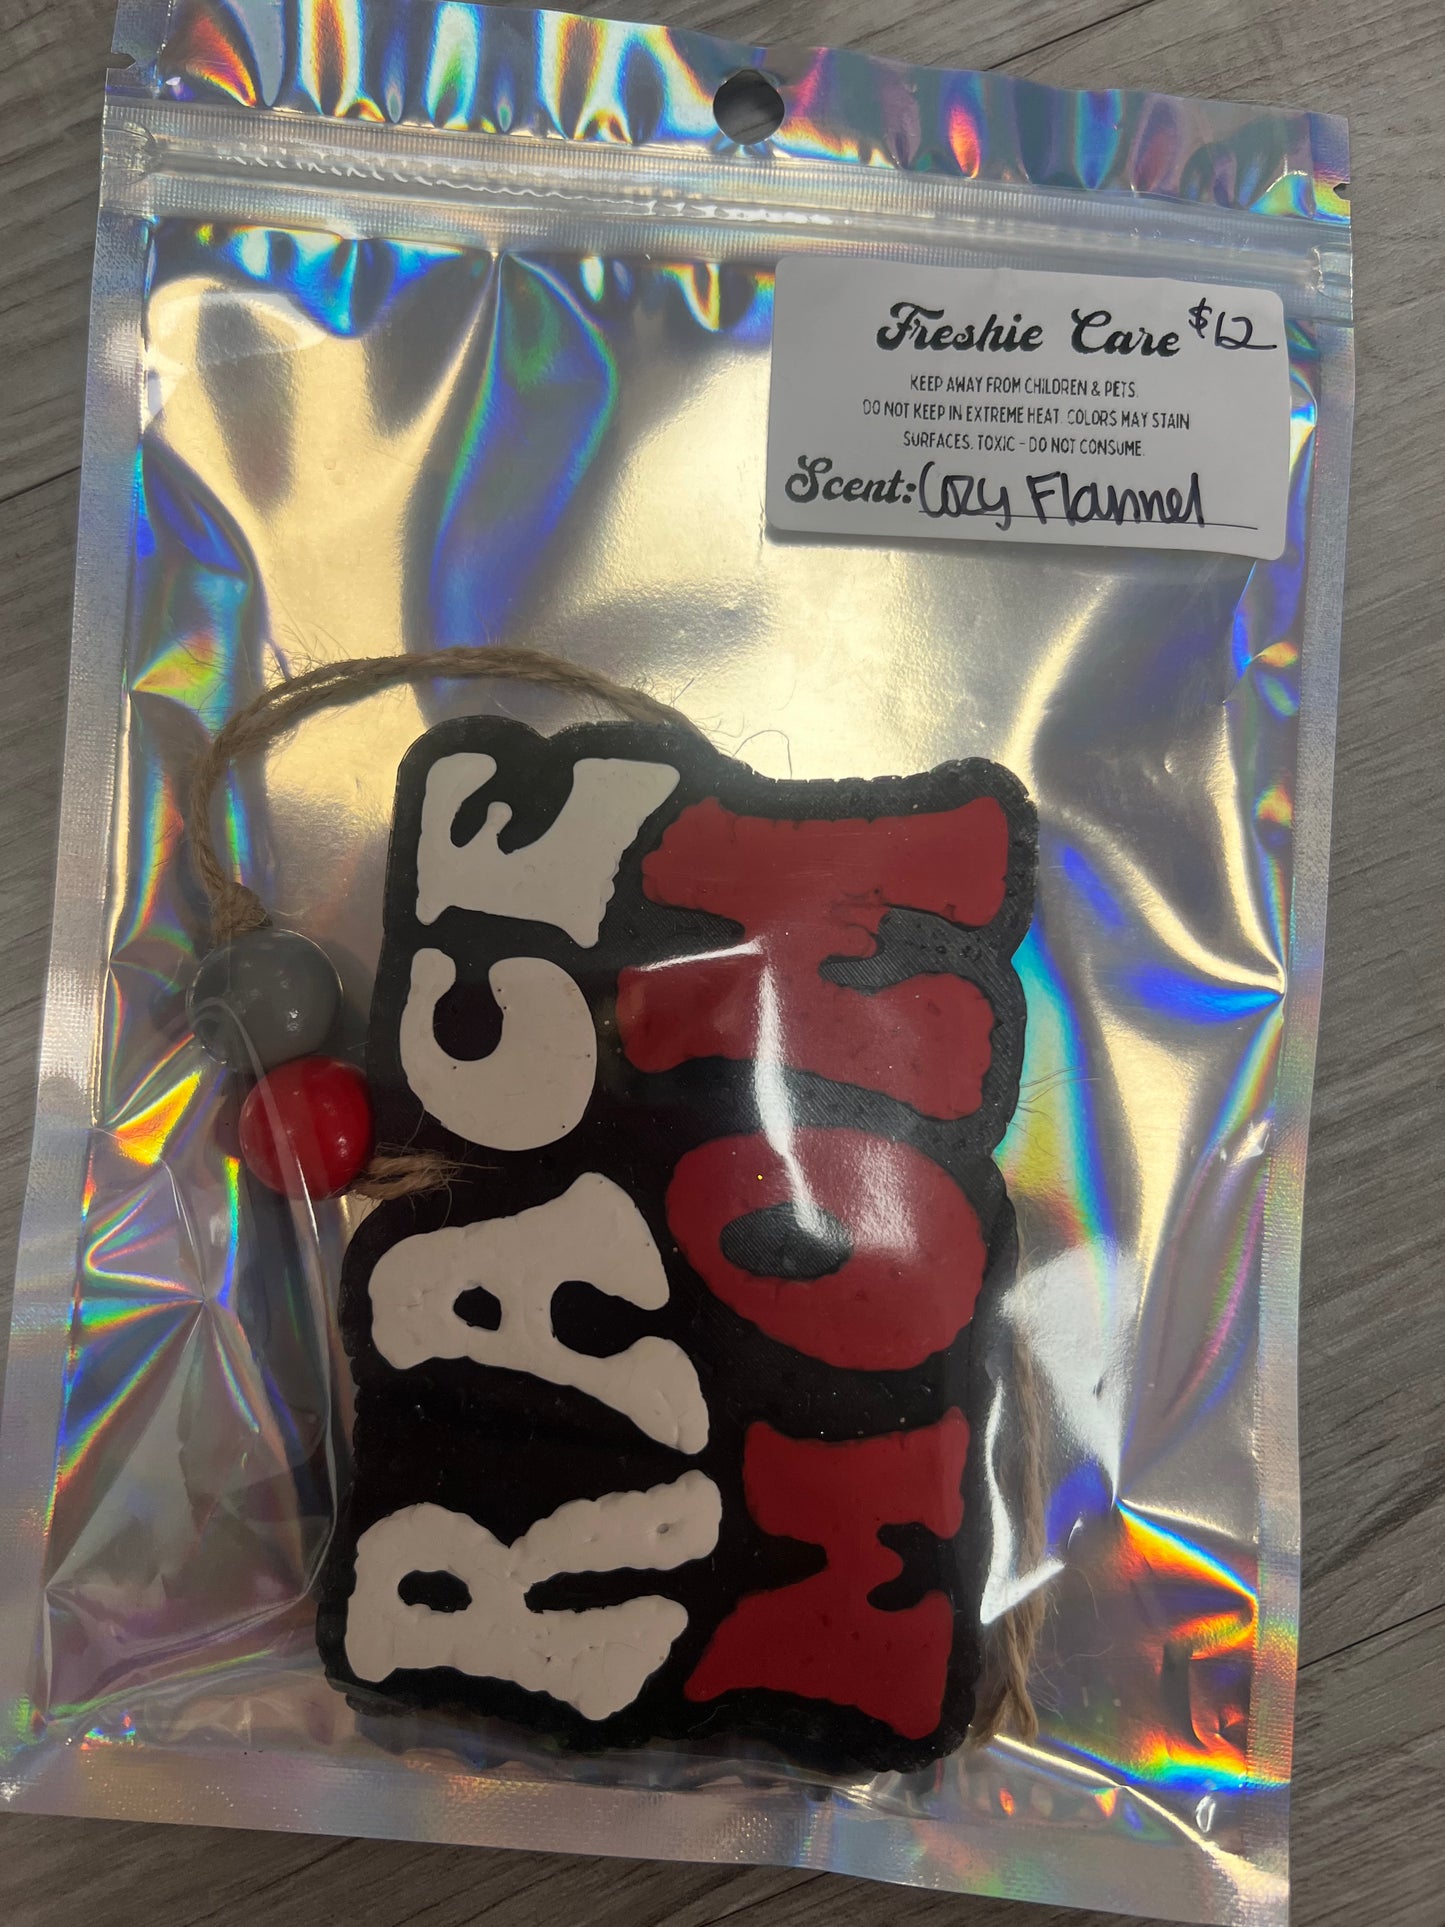 Freshie Care $12
KEEP AWAY FROM CHILDREN & PETS.
DO NOT KEEP IN EXTREME HEAT. COLORS MAY STAIN
SURFACES. TOXIC - DO NOT CONSUME.
Scent: Cozy Flannel
RACE
MOM